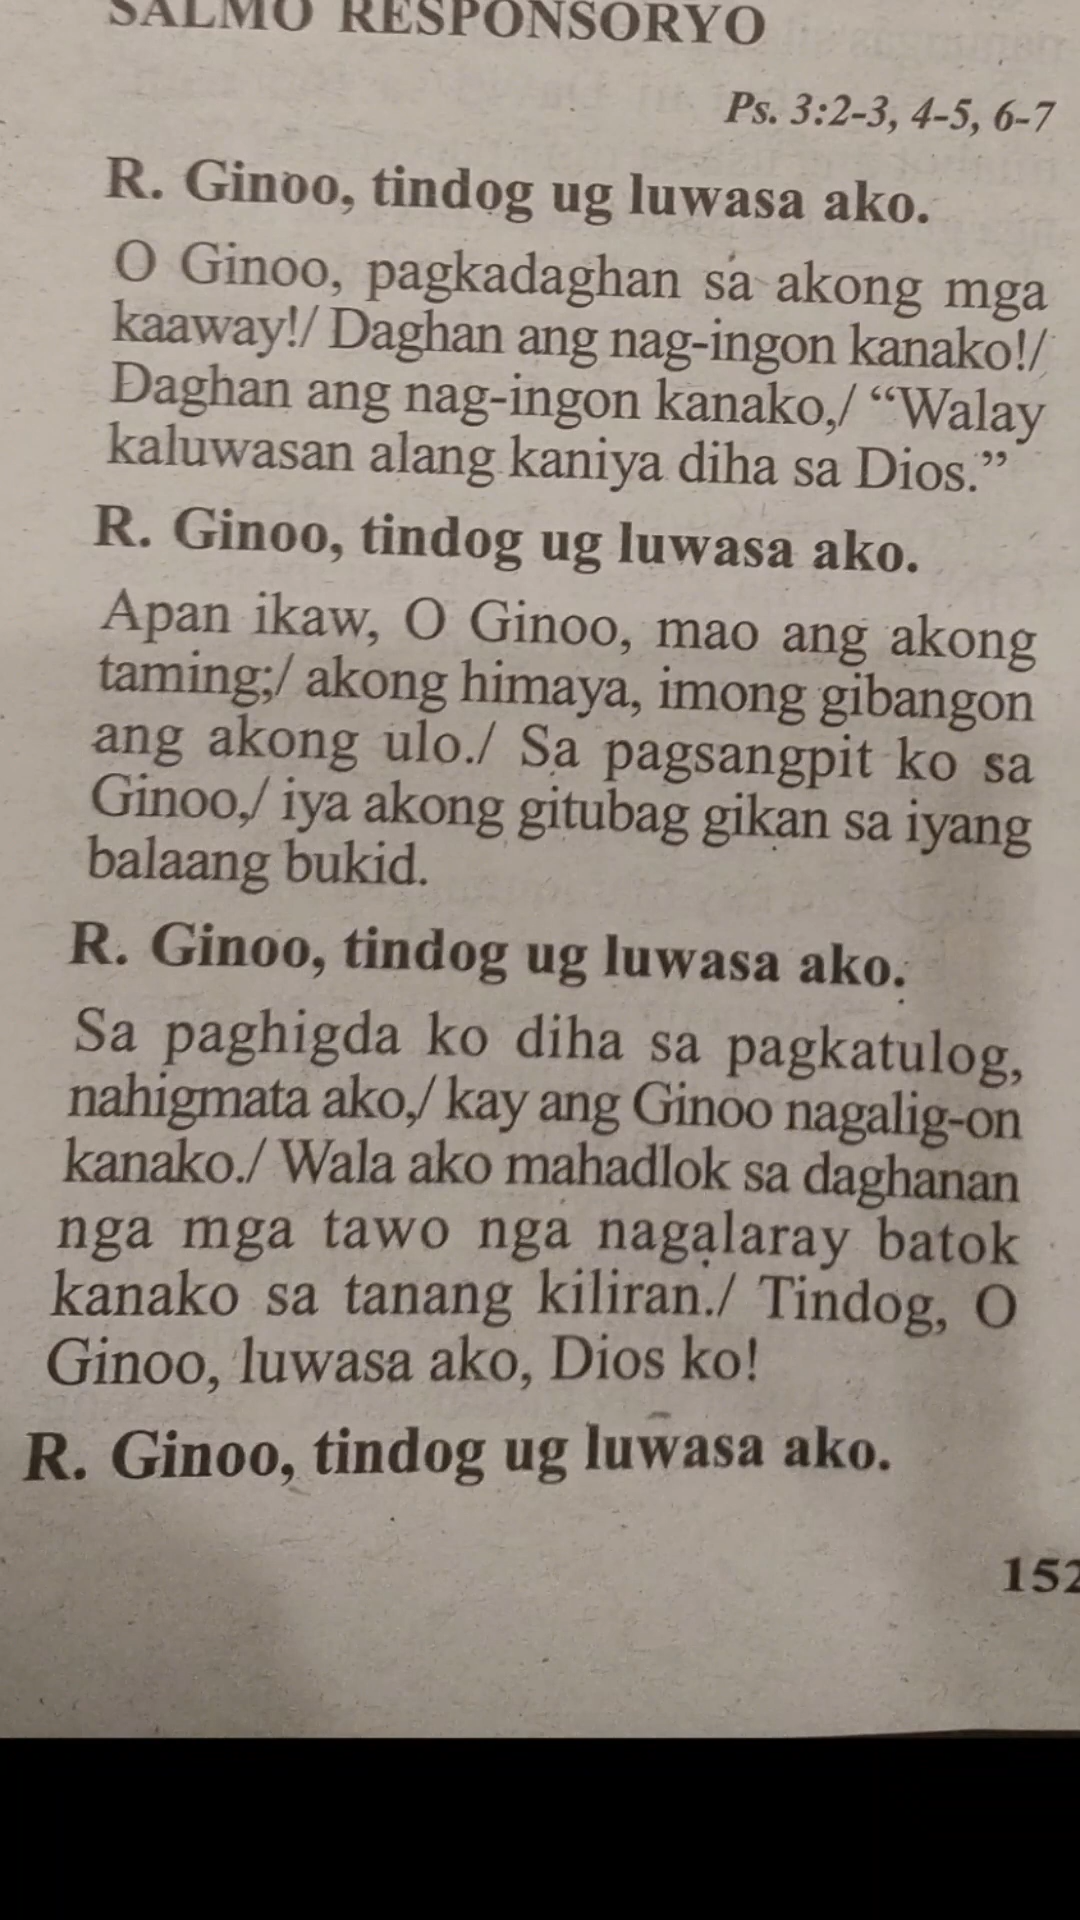 SALMO RESPONSORYO
Ps. 3:2-3, 4-5, 6-7
R. Ginoo, tindog ug luwasa ako.
O Ginoo, pagkadaghan sa akong mga
kaaway!/ Daghan ang nag-ingon kanako!/
Daghan ang nag-ingon kanako,/ “Walay
kaluwasan alang kaniya diha sa Dios.”
R. Ginoo, tindog ug luwasa ako.
Apan ikaw, O Ginoo, mao ang akong
taming;/ akong himaya, imong gibangon
ang akong ulo./ Sa pagsangpit ko sa
Ginoo,/ iya akong gitubag gikan sa iyang
balaang bukid.
R. Ginoo, tindog ug luwasa ako.
Sa paghigda ko diha sa pagkatulog,
nahigmata ako,/ kay ang Ginoo nagalig-on
kanako./ Wala ako mahadlok sa daghanan
nga mga tawo nga nagalaray batok
kanako sa tanang kiliran./ Tindog, O
Ginoo, luwasa ako, Dios ko!
R. Ginoo, tindog ug luwasa ako.
152